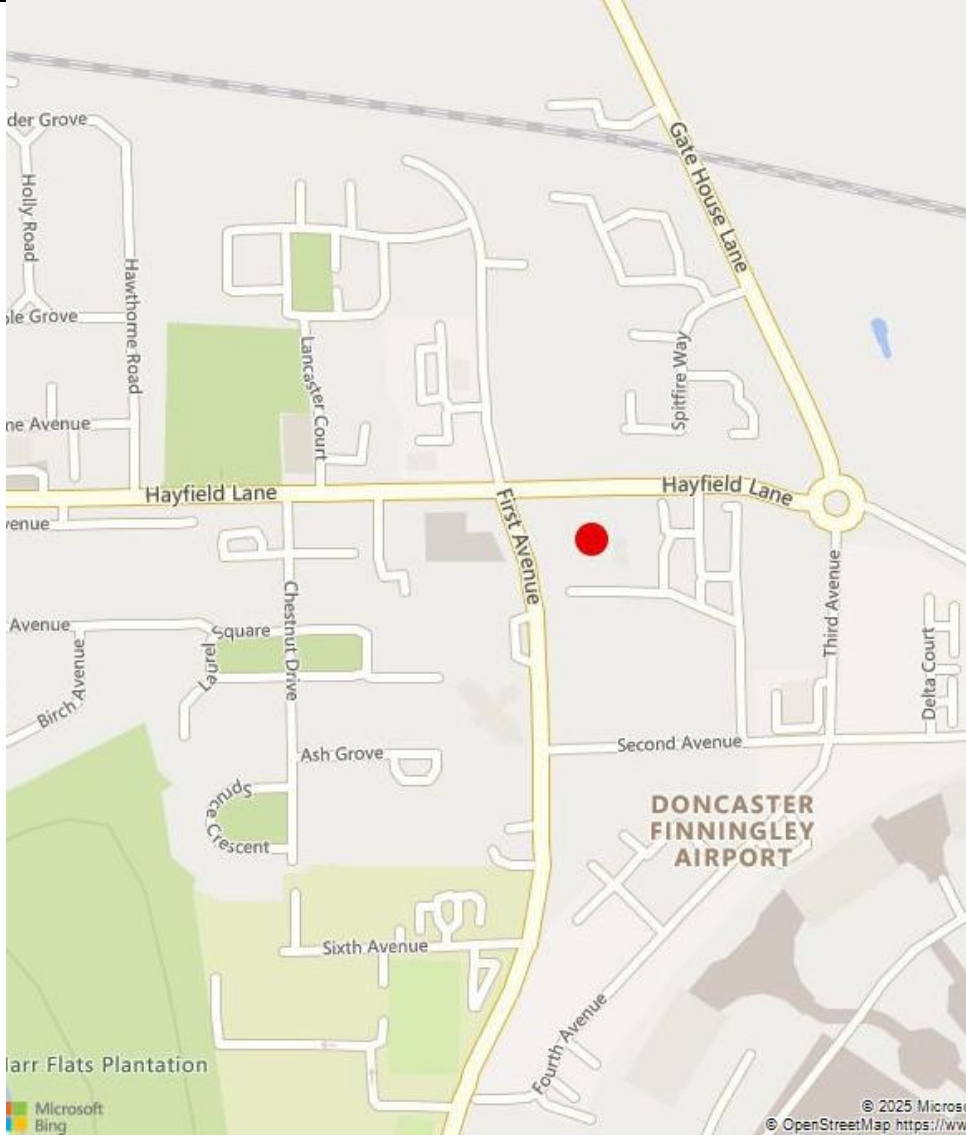 der Grove
Holly Road
Hawthorne Road
Gate House Lane
ole Grove
Lancaster Court
Spitfire Way
ne Avenue
Hayfield Lane
Hayfield Lane
First Avenue
venue
Chestnut Drive
Third Avenue
Avenue
Square
Laurel
Birch Avenue
Delta Court
Second Avenue
Ash Grove
Spruce Crescent
DONCASTER
FINNINGLEY
AIRPORT
Sixth Avenue
Fourth Avenue
arr Flats Plantation
Microsoft
Bing
© 2025 Microso
© OpenStreetMap https://ww